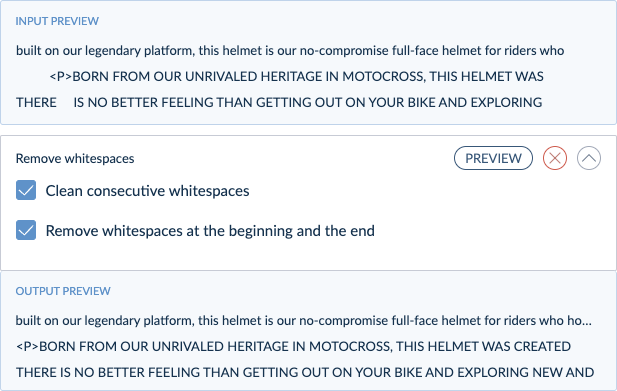 INPUT PREVIEW
built on our legendary platform, this helmet is our no-compromise full-face helmet for riders who
<P>BORN FROM OUR UNRIVALED HERITAGE IN MOTOCROSS, THIS HELMET WAS
THERE    IS NO BETTER FEELING THAN GETTING OUT ON YOUR BIKE AND EXPLORING
Remove whitespaces
PREVIEW
Clean consecutive whitespaces
Remove whitespaces at the beginning and the end
OUTPUT PREVIEW
built on our legendary platform, this helmet is our no-compromise full-face helmet for riders who ho...
<P>BORN FROM OUR UNRIVALED HERITAGE IN MOTOCROSS, THIS HELMET WAS CREATED
THERE IS NO BETTER FEELING THAN GETTING OUT ON YOUR BIKE AND EXPLORING NEW AND